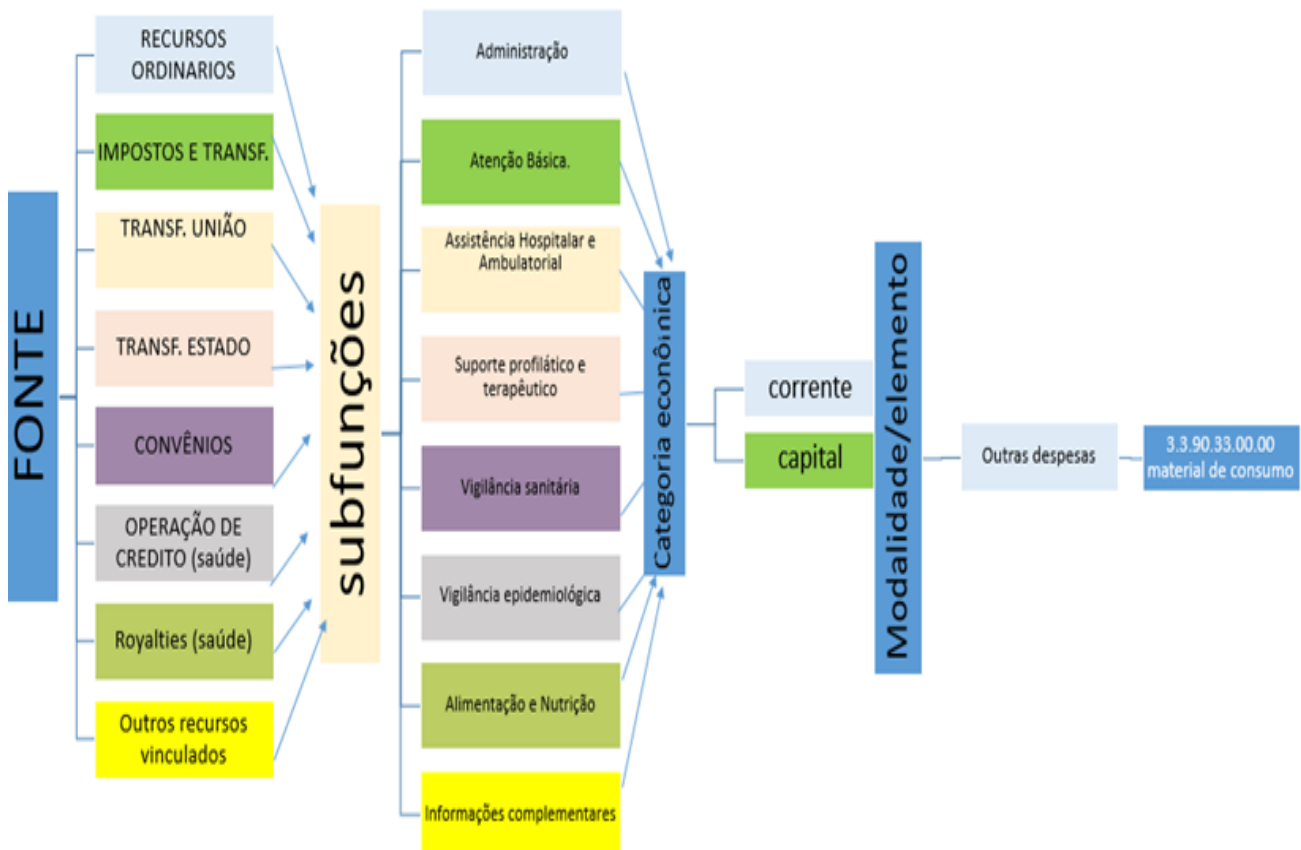 FONTE
RECURSOS
ORDINARIOS
IMPOSTOS E TRANSF.
TRANSF. UNIÃO
TRANSF. ESTADO
CONVÊNIOS
OPERAÇÃO DE
CREDITO (saúde)
Royalties (saúde)
Outros recursos
vinculados
subfunções
Administração
Atenção Básica.
Assistência Hospitalar e
Ambulatorial
Suporte profilático e
terapêutico
Vigilância sanitária
Vigilância epidemiológica
Alimentação e Nutrição
Informações complementares
Categoria econônica
corrente
capital
Modalidade/elemento
Outras despesas
3.3.90.33.00.00
material de consumo